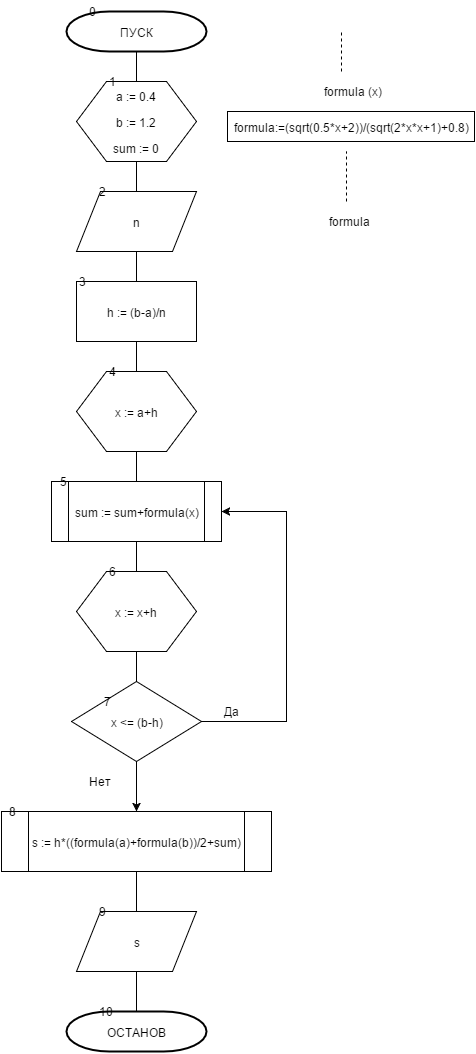 0
ПУСК
1
a := 0.4
b := 1.2
sum := 0
formula (x)
formula:=(sqrt(0.5*x+2))/(sqrt(2*x*x+1)+0.8)
formula
2
n
3
h := (b-a)/n
4
x := a+h
5
sum := sum+formula(x)
6
x := x+h
7
x <= (b-h)
Да
Нет
8
s := h*((formula(a)+formula(b))/2+sum)
9
s
10
ОСТАНОВ